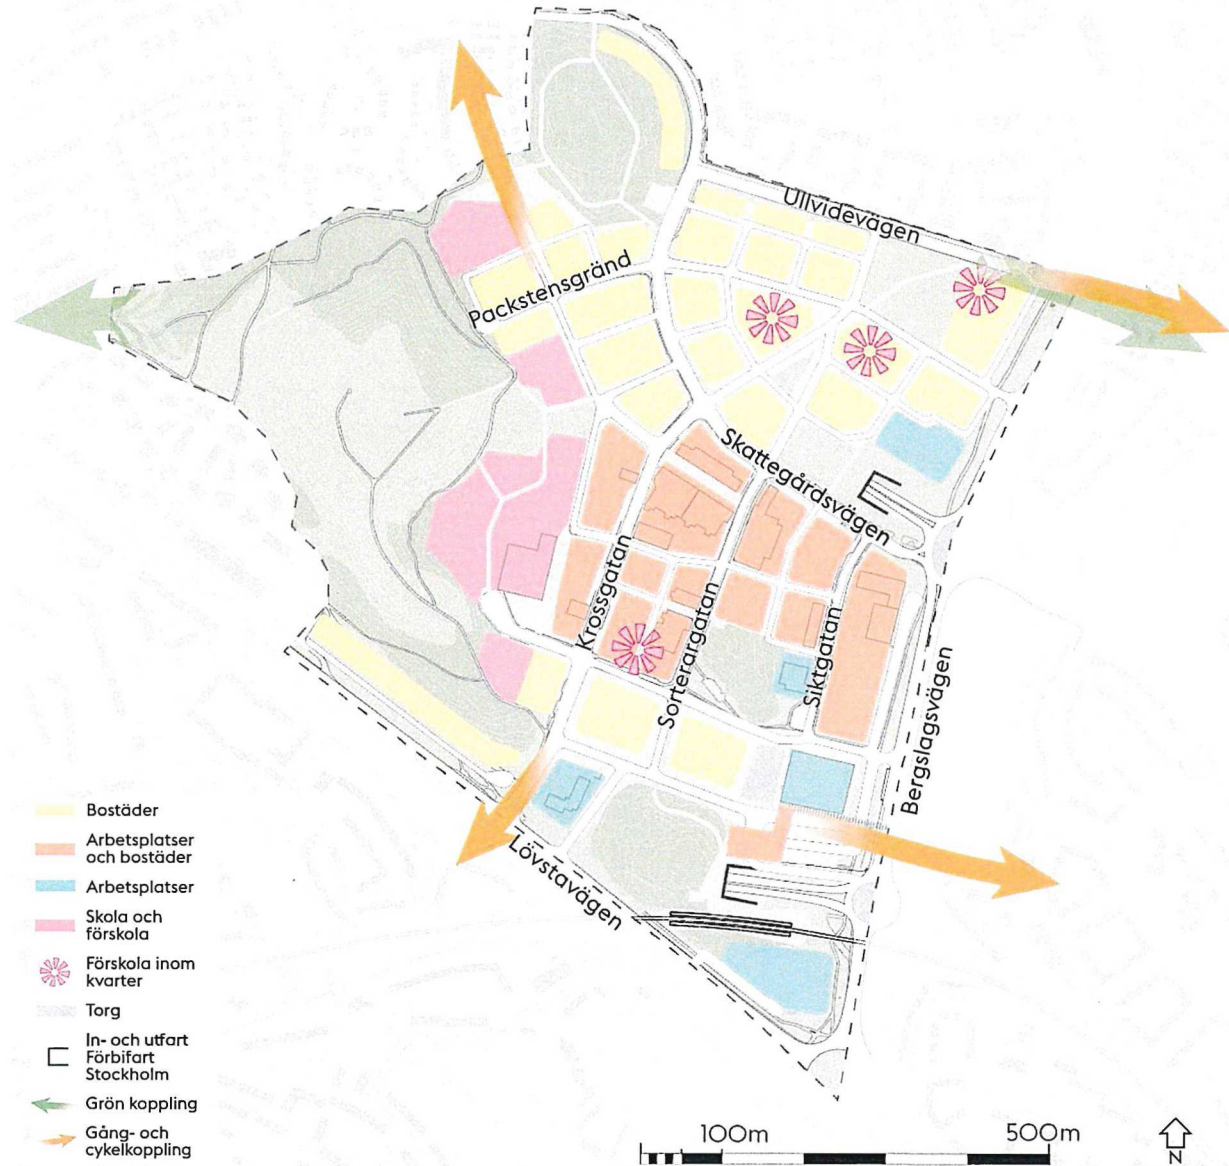 Ullvidevägen
Packstensgränd
Skattegårdsvägen
Krossgatan
Sorterargatan
Siktgatan
Bergslagsvägen
Lövstavägen
Bostäder
Arbetsplatser
och bostäder
Arbetsplatser
Skola och
förskola
Förskola inom
kvarter
Torg
In- och utfart
Förbifart
Stockholm
Grön koppling
Gång- och
cykelkoppling
100m
500m
N